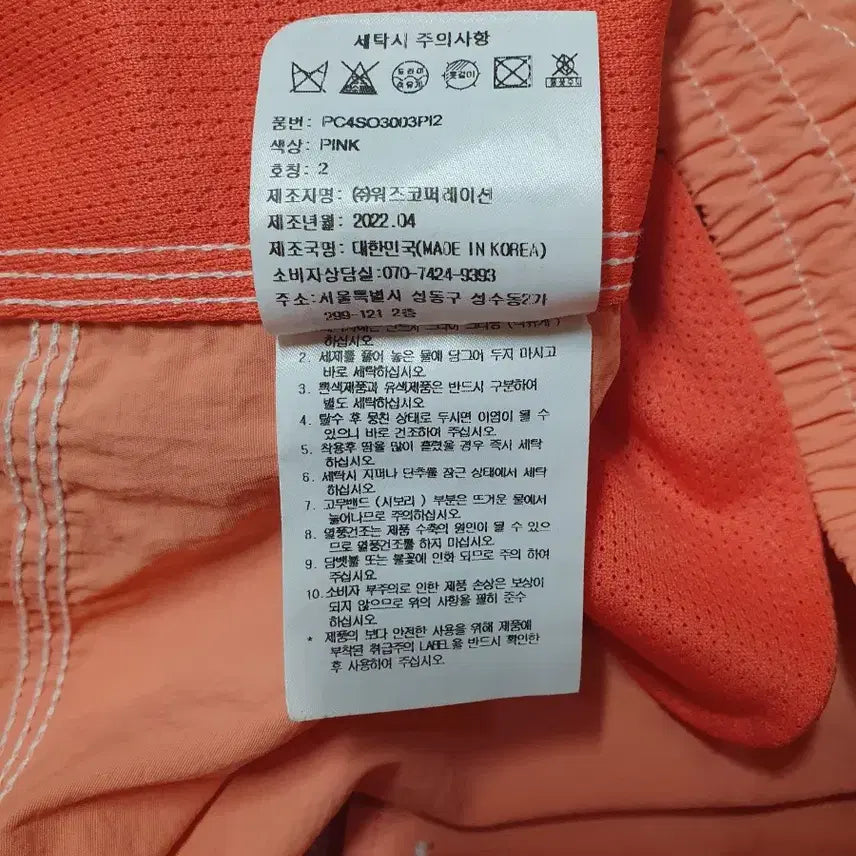 세탁시 주의사항
드라이
석유계
옷걸이
품번: PC4SO3003PI2
색상: PINK
호칭: 2
제조자명: ㈜워즈코퍼레이션
제조년월: 2022.04
제조국명: 대한민국(MADE IN KOREA)
소비자상담실:070-7424-9393
주소:서울특별시 성동구 성수동2가
299-121 2층
하십시오
2. 세제를 풀어 놓은 물에 담그어 두지 마시고
바로 세탁하십시오
3. 흰색제품과 유색제품은 반드시 구분하여
별도 세탁하십시오
4. 탈수 후 뭉친 상태로 두시면 이염이 될 수
있으니 바로 건조하여 주십시오.
5. 착용후 땀을 많이 흘렸을 경우 즉시 세탁
하십시오
6. 세탁시 지퍼나 단추를 잠근 상태에서 세탁
하십시오.
7. 고무밴드 (시보리 ) 부분은 뜨거운 물에서
늘어나므로 주의하십시오
8. 열풍건조는 제품 수축의 원인이 될 수 있으
므로 열풍건조를 하지 마십시오
9. 담뱃불 또는 불꽃에 인화 되므로 주의 하여
주십시요
10. 소비자 부주의로 인한 제품 손상은 보상이
되지 않으므로 위의 사항을 필히 준수
하십시오
* 제품의 보다 안전한 사용을 위해 제품에
부착된 취급주의 LABEL을 반드시 확인한
후 사용하여 주십시오.